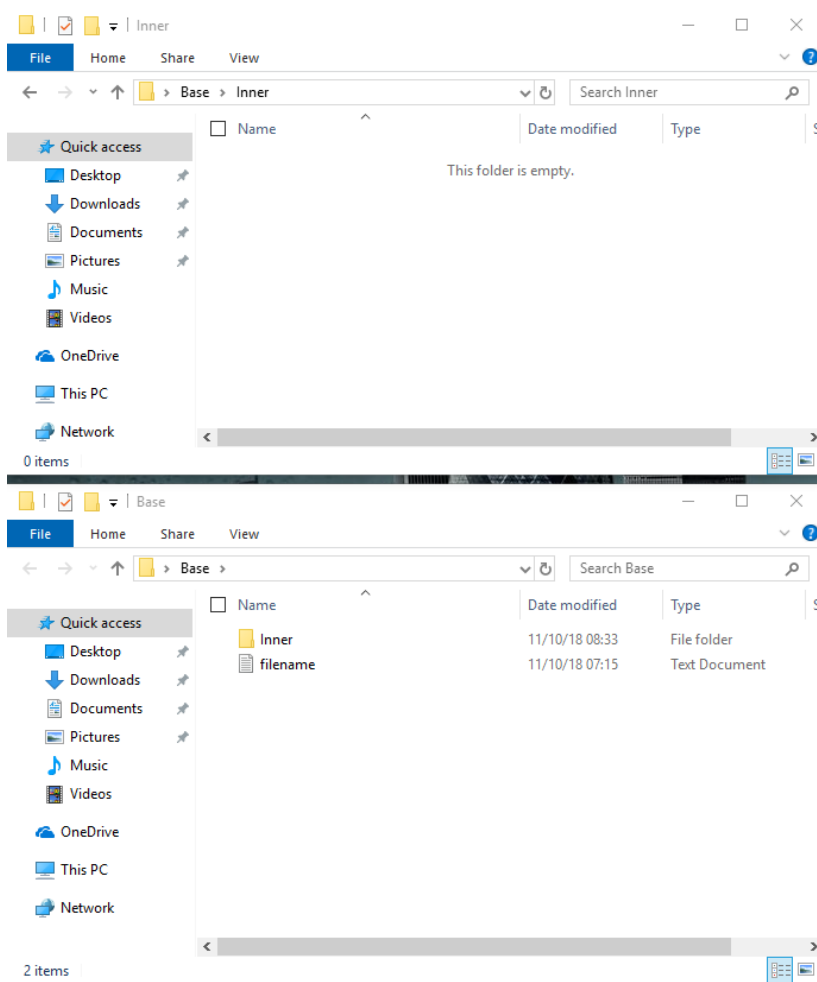 Inner
File Home Share View
Base Inner Search Inner
Name Date modified Type
Quick access
This folder is empty.
Desktop
Downloads
Documents
Pictures
Music
Videos
OneDrive
This PC
Network
0 items
Base
File Home Share View
Base Search Base
Name Date modified Type
Quick access
Inner 11/10/18 08:33 File folder
Desktop
filename 11/10/18 07:15 Text Document
Downloads
Documents
Pictures
Music
Videos
OneDrive
This PC
Network
2 items